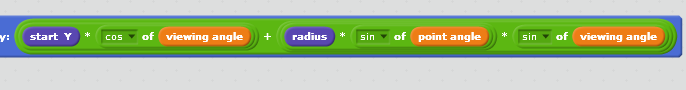 y: start Y * cos of viewing angle + radius * sin of point angle * sin of viewing angle